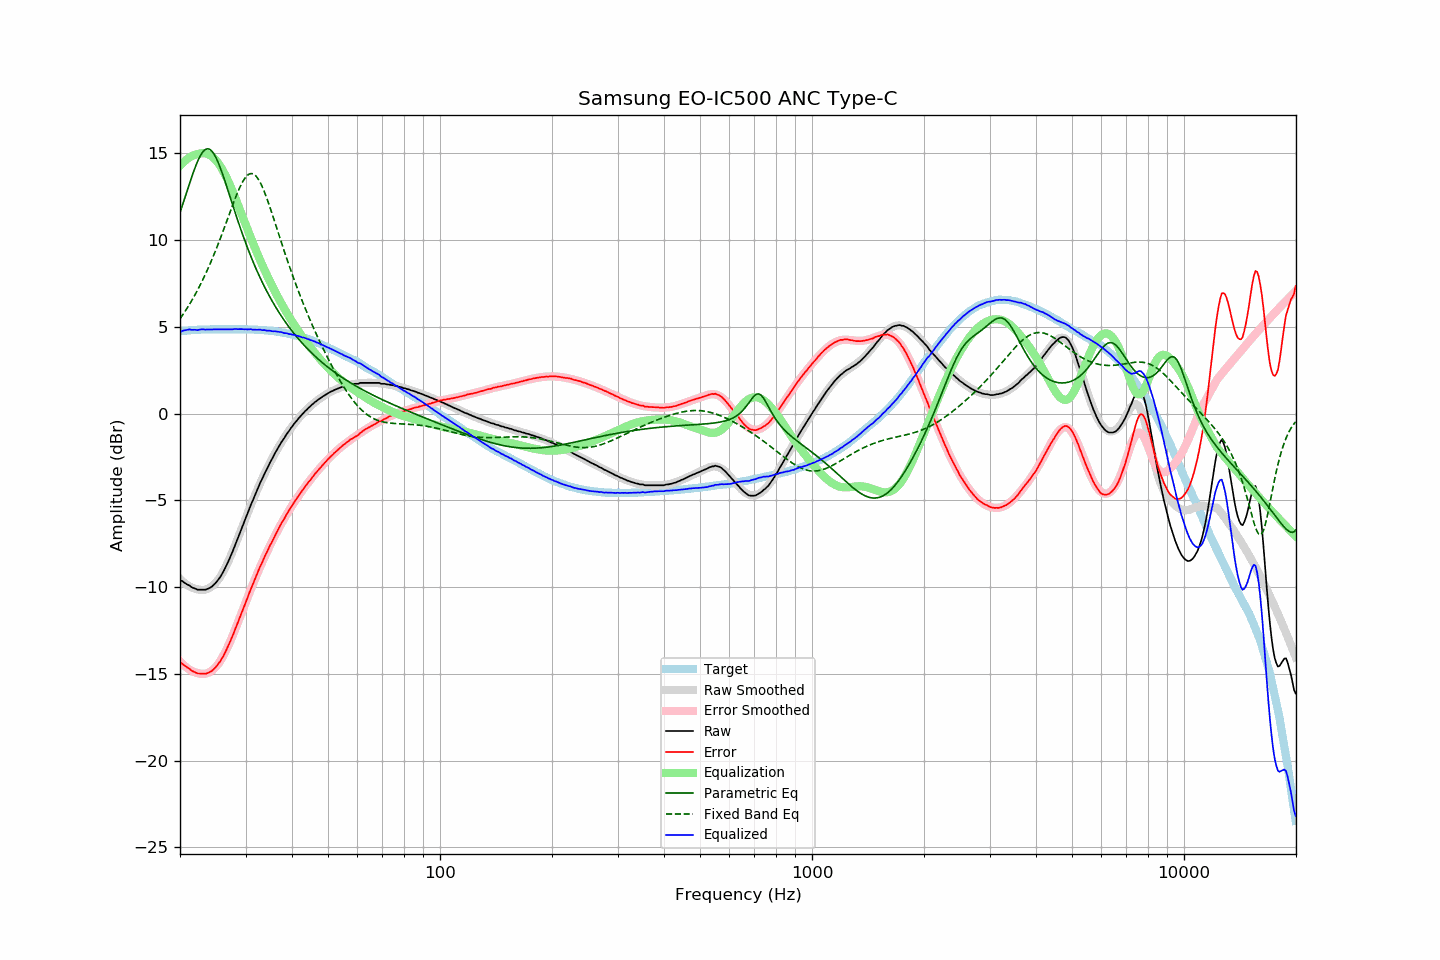 Samsung EO-IC500 ANC Type-C
Amplitude (dBr)
15
10
5
0
−5
−10
−15
−20
−25
Target
Raw Smoothed
Error Smoothed
Raw
Error
Equalization
Parametric Eq
Fixed Band Eq
Equalized
100
1000
10000
Frequency (Hz)